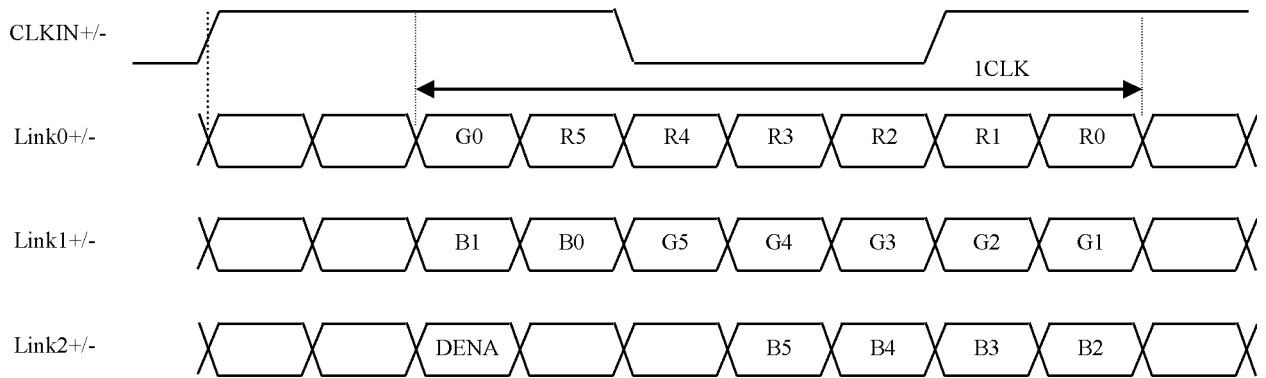 CLKIN+/-
1CLK
Link0+/- G0 R5 R4 R3 R2 R1 R0
Link1+/- B1 B0 G5 G4 G3 G2 G1
Link2+/- DENA B5 B4 B3 B2